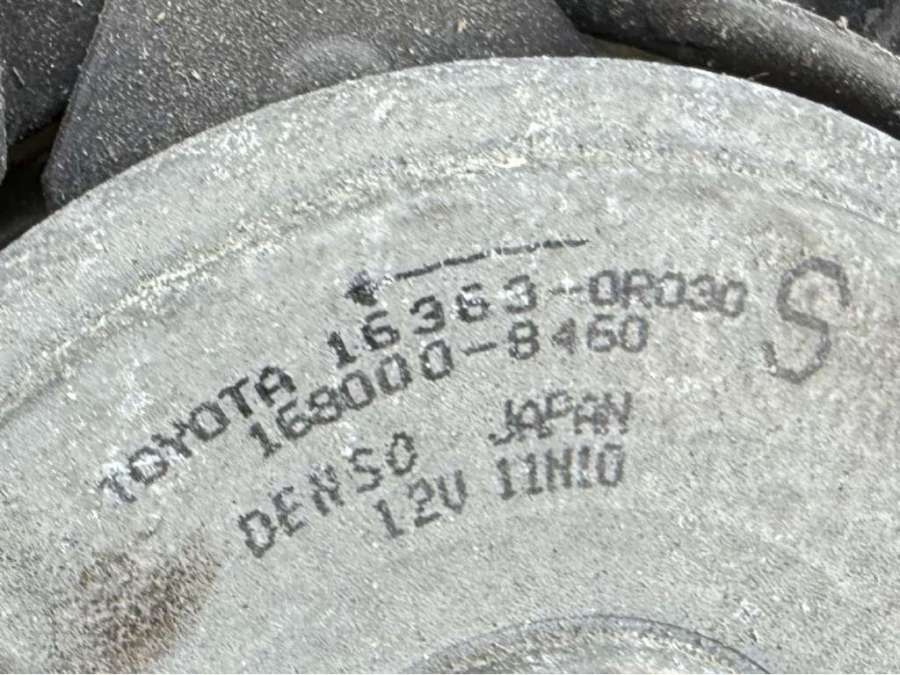 TOYOTA 16363-0R030
168000-8460
S
DENSO JAPAN
12V 11N10